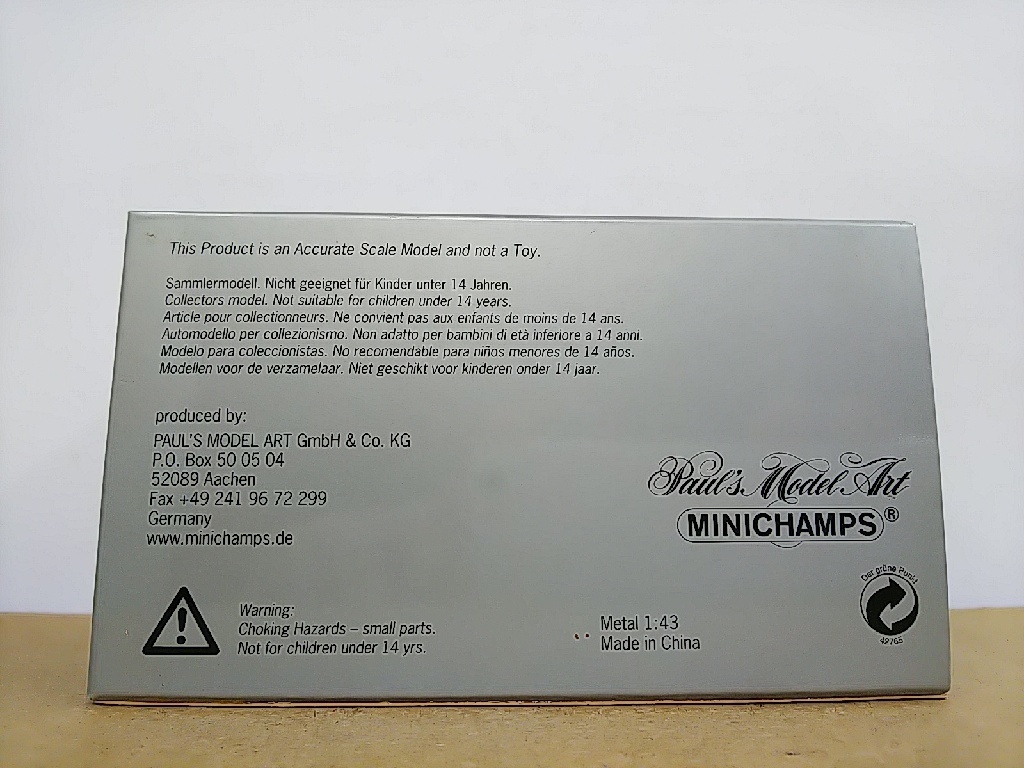 This Product is an Accurate Scale Model and not a Toy.
Sammlermodell. Nicht geeignet für Kinder unter 14 Jahren.
Collectors model. Not suitable for children under 14 years.
Article pour collectionneurs. Ne convient pas aux enfants de moins de 14 ans.
Automodello per collezionismo. Non adatto per bambini di età inferiore a 14 anni.
Modelo para coleccionistas. No recomendable para niños menores de 14 años.
Modellen voor de verzamelaar. Niet geschikt voor kinderen onder 14 jaar.
produced by:
PAUL'S MODEL ART GmbH & Co. KG
P.O. Box 50 05 04
52089 Aachen
Fax +49 241 96 72 299
Germany
www.minichamps.de
Paul's Model Art
MINICHAMPS®
Der grüne Punkt
Warning:
Choking Hazards – small parts.
Not for children under 14 yrs.
Metal 1:43
Made in China